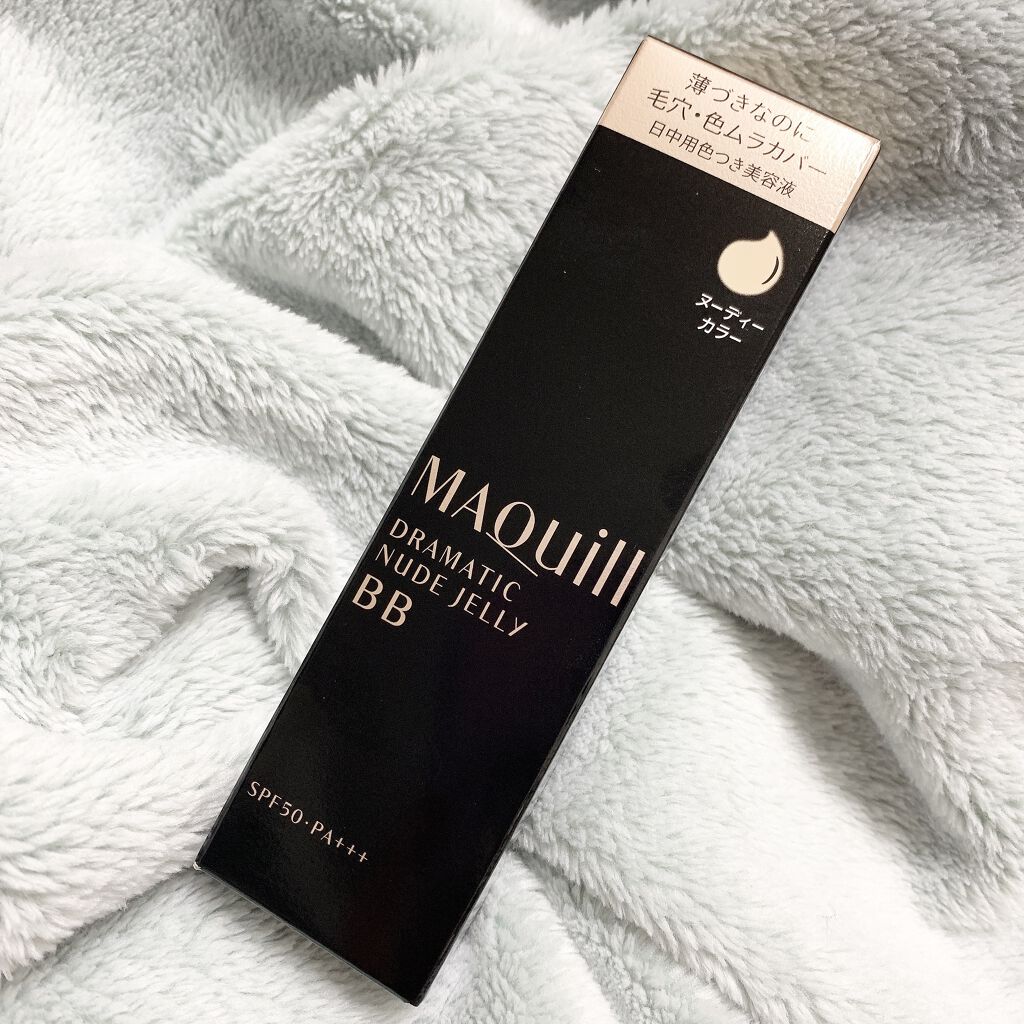 薄づきなのに
毛穴・色ムラカバー
日中用色つき美容液
ヌーディー
カラー
MAQuill
DRAMATIC
NUDE JELLY
BB
SPF50・PA+++